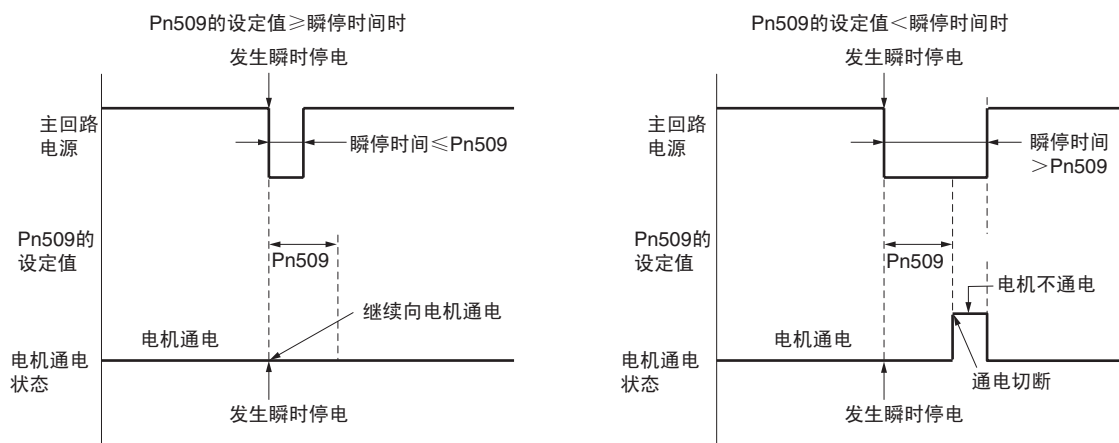 Pn509的设定值≥瞬停时间时
发生瞬时停电
主回路
电源
瞬停时间≤Pn509
Pn509的
设定值
Pn509
继续向电机通电
电机通电
电机通电
状态
发生瞬时停电
Pn509的设定值＜瞬停时间时
发生瞬时停电
主回路
电源
瞬停时间
＞Pn509
Pn509的
设定值
Pn509
电机不通电
电机通电
电机通电
状态
通电切断
发生瞬时停电